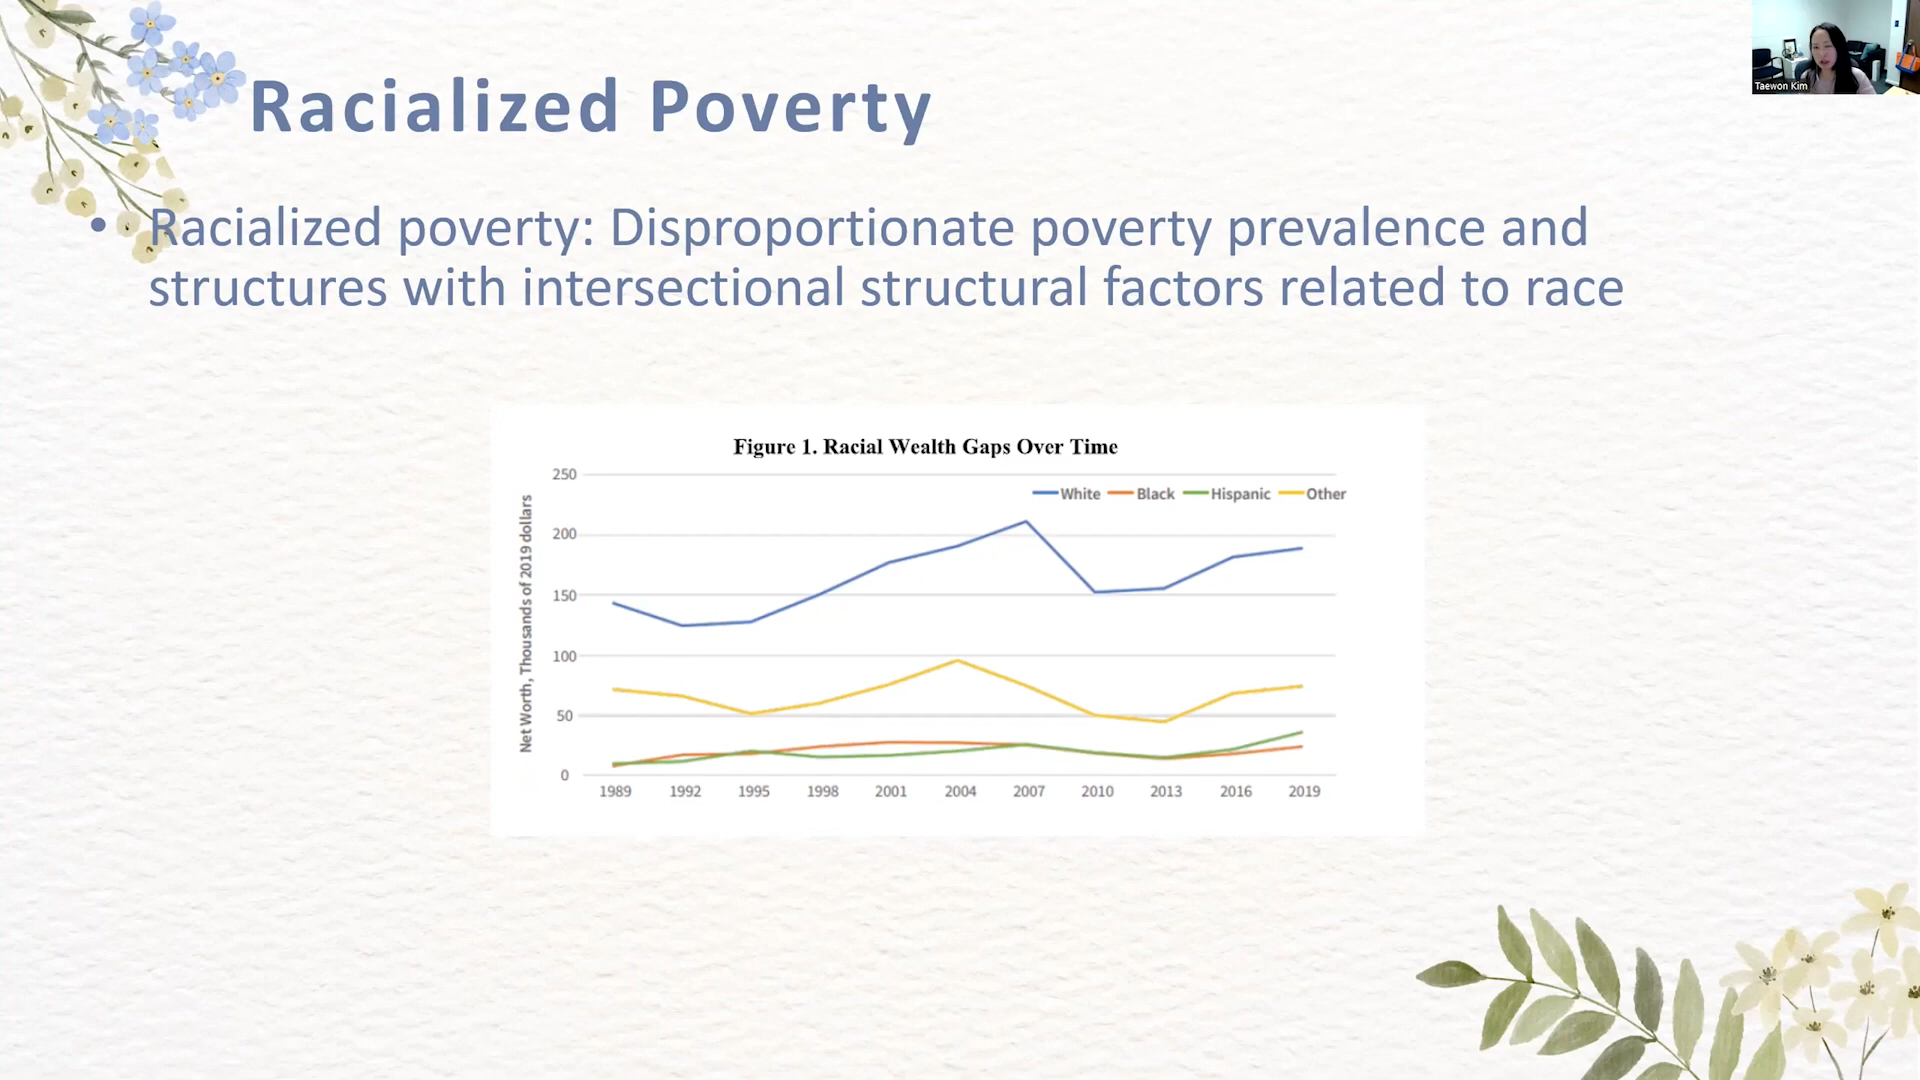 Racialized Poverty
Taewon Kim
• Racialized poverty: Disproportionate poverty prevalence and
structures with intersectional structural factors related to race
Figure 1. Racial Wealth Gaps Over Time
White Black Hispanic Other
Net Worth, Thousands of 2019 dollars
250
200
150
100
50
0
1989 1992 1995 1998 2001 2004 2007 2010 2013 2016 2019